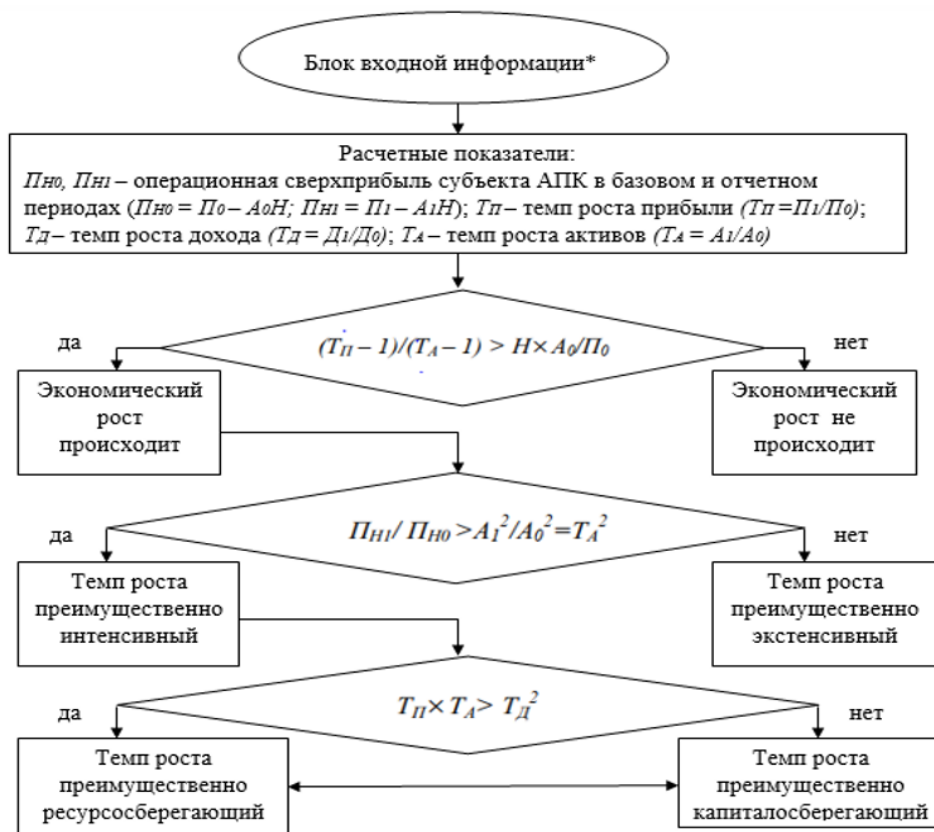 Блок входной информации*
Расчетные показатели:
Пн0, Пн1 – операционная сверхприбыль субъекта АПК в базовом и отчетном
периодах (Пн0 = П0 – А0Н; Пн1 = П1 – А1Н); Тп – темп роста прибыли (Тп =П1/П0);
Тд – темп роста дохода (Тд = Д1/Д0); ТА – темп роста активов (ТА = А1/А0)
да
(ТП – 1)/(ТА – 1) > Н× А0/П0
нет
Экономический
рост
происходит
Экономический
рост не
происходит
да
ПН1/ ПН0 >А1²/А0²=ТА²
нет
Темп роста
преимущественно
интенсивный
Темп роста
преимущественно
экстенсивный
да
ТП× ТА> ТД²
нет
Темп роста
преимущественно
ресурсосберегающий
Темп роста
преимущественно
капиталосберегающий